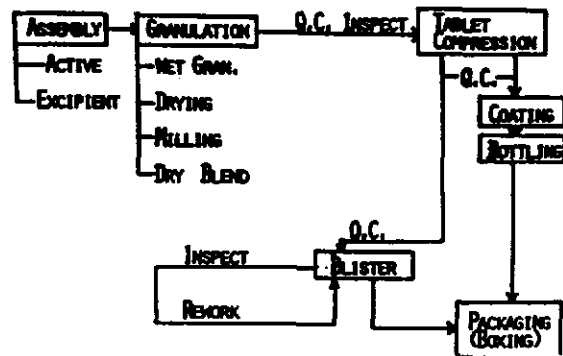 ASSEMBLY
ACTIVE
EXCIPIENT
GRANULATION
WET GRAN.
DRYING
MILLING
DRY BLEND
Q.C. INSPECT
TABLET
COMPRESSION
Q.C.
COATING
BOTTLING
Q.C.
BLISTER
INSPECT
REWORK
PACKAGING
(BOXING)